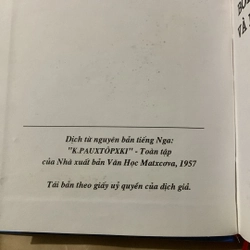 Dịch từ nguyên bản tiếng Nga:
"K.PAUXTÔPXKI" - Toàn tập
của Nhà xuất bản Văn Học Matxcơva, 1957
Tái bản theo giấy uỷ quyền của dịch giả.